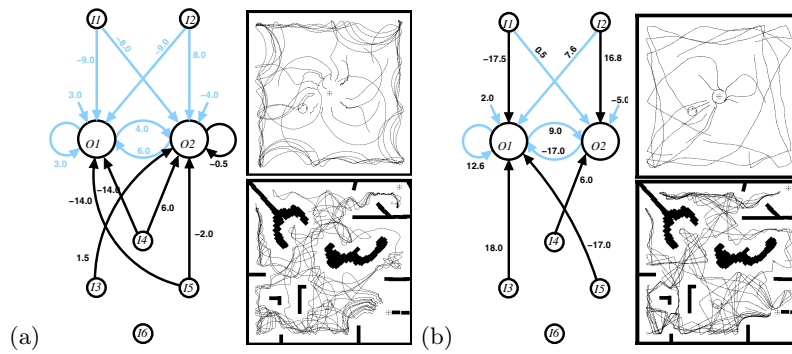 I1 I2
−8.0 −9.0
−9.0 8.0
3.0 −4.0
4.0
O1 O2
6.0
3.0 −0.5
−14.0
−14.0 6.0
I4 −2.0
1.5
I3 I5
I6
(a)
I1 I2
0.5 7.6
−17.5 16.8
2.0 −5.0
9.0
O1 O2
−17.0
12.6
6.0
I4
18.0 −17.0
I3 I5
I6
(b)